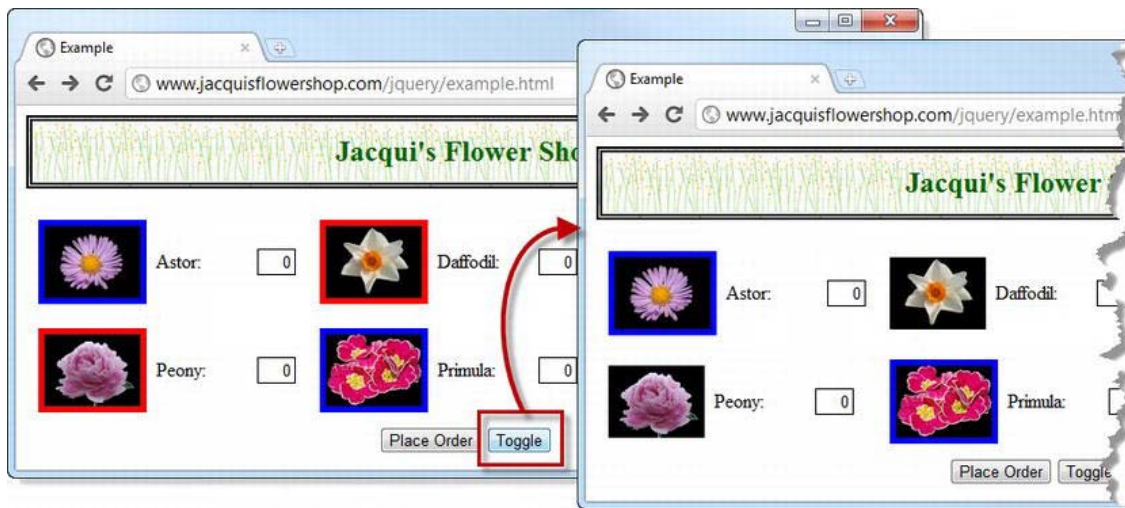 Example
www.jacquisflowershop.com/jquery/example.html
Jacqui's Flower Sho
Astor: 0
Daffodil: 0
Peony: 0
Primula: 0
Place Order
Toggle
Example
www.jacquisflowershop.com/jquery/example.htm
Jacqui's Flower
Astor: 0
Daffodil:
Peony: 0
Primula:
Place Order
Toggle